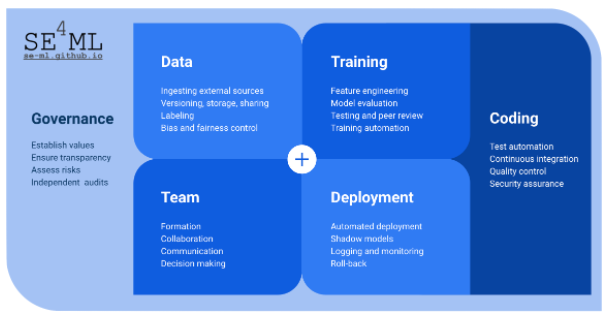 SE4ML
se-ml.github.io
Governance
Establish values
Ensure transparency
Assess risks
Independent audits
Data
Ingesting external sources
Versioning, storage, sharing
Labeling
Bias and fairness control
Training
Feature engineering
Model evaluation
Testing and peer review
Training automation
Team
Formation
Collaboration
Communication
Decision making
Deployment
Automated deployment
Shadow models
Logging and monitoring
Roll-back
Coding
Test automation
Continuous integration
Quality control
Security assurance